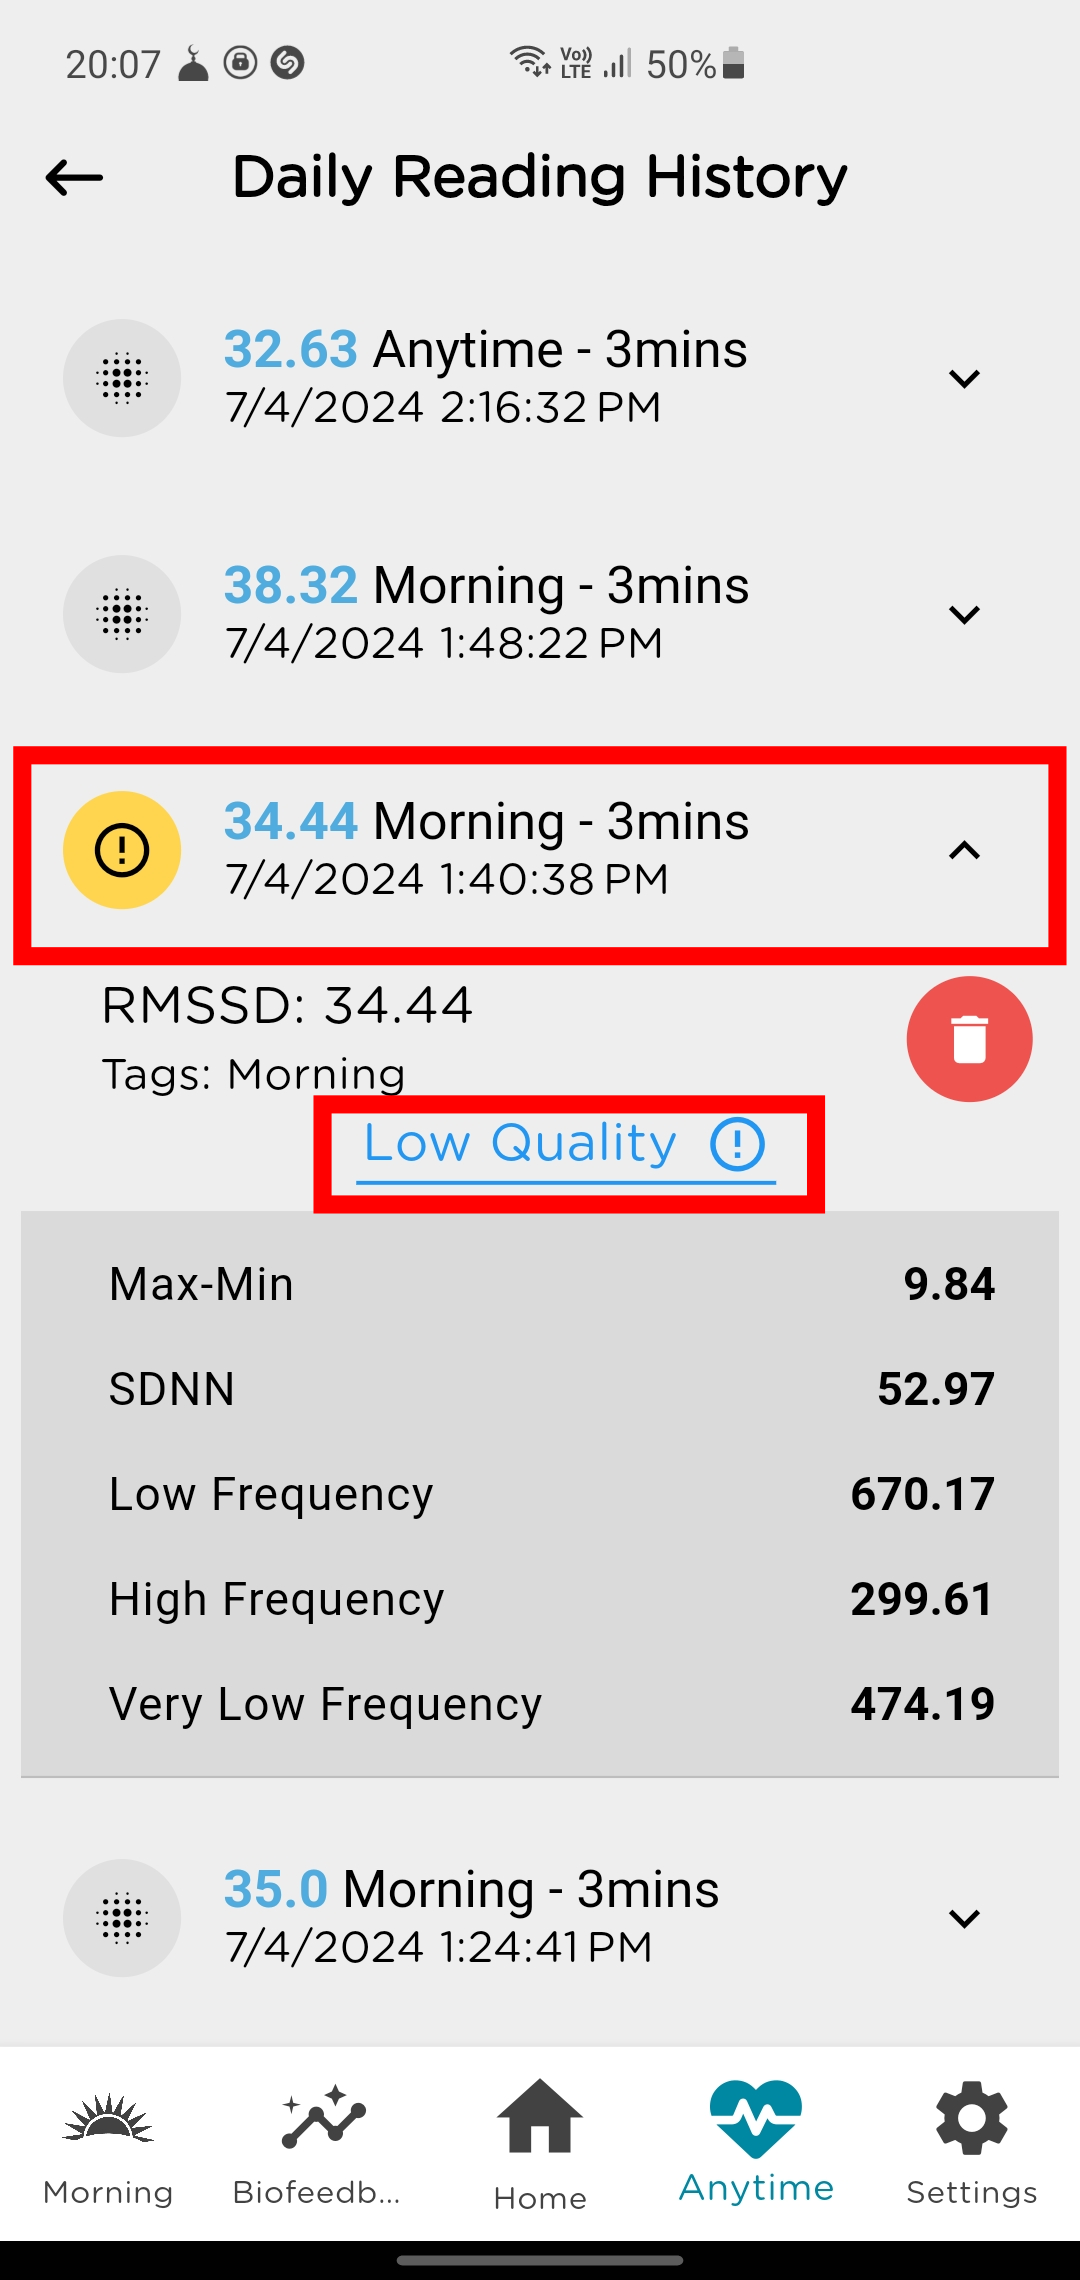 20:07 Vo)) LTE 50%
Daily Reading History
32.63 Anytime - 3mins
7/4/2024 2:16:32 PM
38.32 Morning - 3mins
7/4/2024 1:48:22 PM
34.44 Morning - 3mins
7/4/2024 1:40:38 PM
RMSSD: 34.44
Tags: Morning
Low Quality
Max-Min 9.84
SDNN 52.97
Low Frequency 670.17
High Frequency 299.61
Very Low Frequency 474.19
35.0 Morning - 3mins
7/4/2024 1:24:41 PM
Morning Biofeedb... Home Anytime Settings